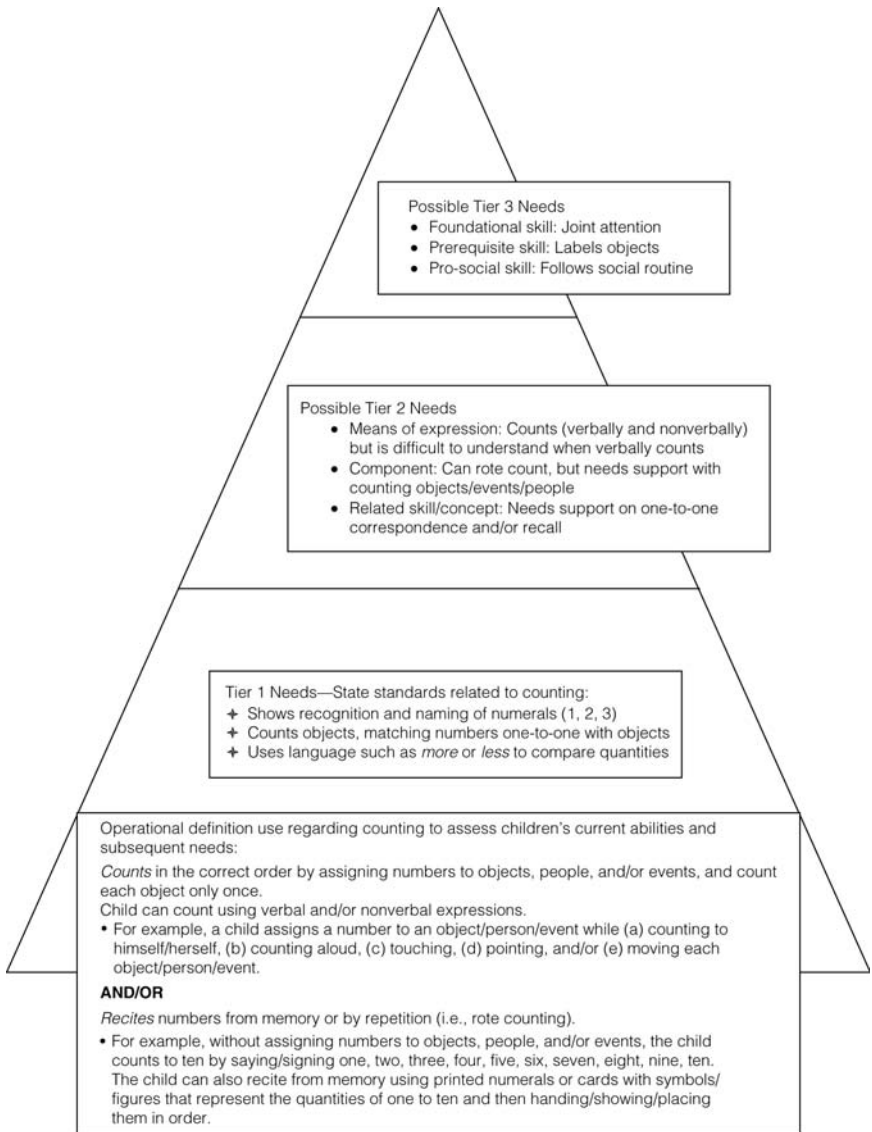 Possible Tier 3 Needs
• Foundational skill: Joint attention
• Prerequisite skill: Labels objects
• Pro-social skill: Follows social routine
Possible Tier 2 Needs
• Means of expression: Counts (verbally and nonverbally)
but is difficult to understand when verbally counts
• Component: Can rote count, but needs support with
counting objects/events/people
• Related skill/concept: Needs support on one-to-one
correspondence and/or recall
Tier 1 Needs—State standards related to counting:
+ Shows recognition and naming of numerals (1, 2, 3)
+ Counts objects, matching numbers one-to-one with objects
+ Uses language such as more or less to compare quantities
Operational definition use regarding counting to assess children's current abilities and
subsequent needs:
Counts in the correct order by assigning numbers to objects, people, and/or events, and count
each object only once.
Child can count using verbal and/or nonverbal expressions.
• For example, a child assigns a number to an object/person/event while (a) counting to
himself/herself, (b) counting aloud, (c) touching, (d) pointing, and/or (e) moving each
object/person/event.
AND/OR
Recites numbers from memory or by repetition (i.e., rote counting).
• For example, without assigning numbers to objects, people, and/or events, the child
counts to ten by saying/signing one, two, three, four, five, six, seven, eight, nine, ten.
The child can also recite from memory using printed numerals or cards with symbols/
figures that represent the quantities of one to ten and then handing/showing/placing
them in order.